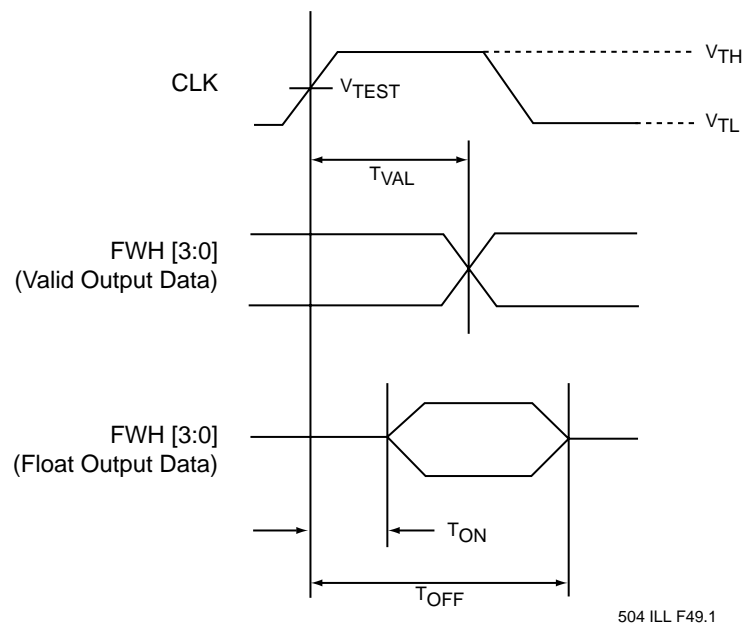 CLK
VTH
VTEST
VTL
TVAL
FWH [3:0]
(Valid Output Data)
FWH [3:0]
(Float Output Data)
TON
TOFF
504 ILL F49.1